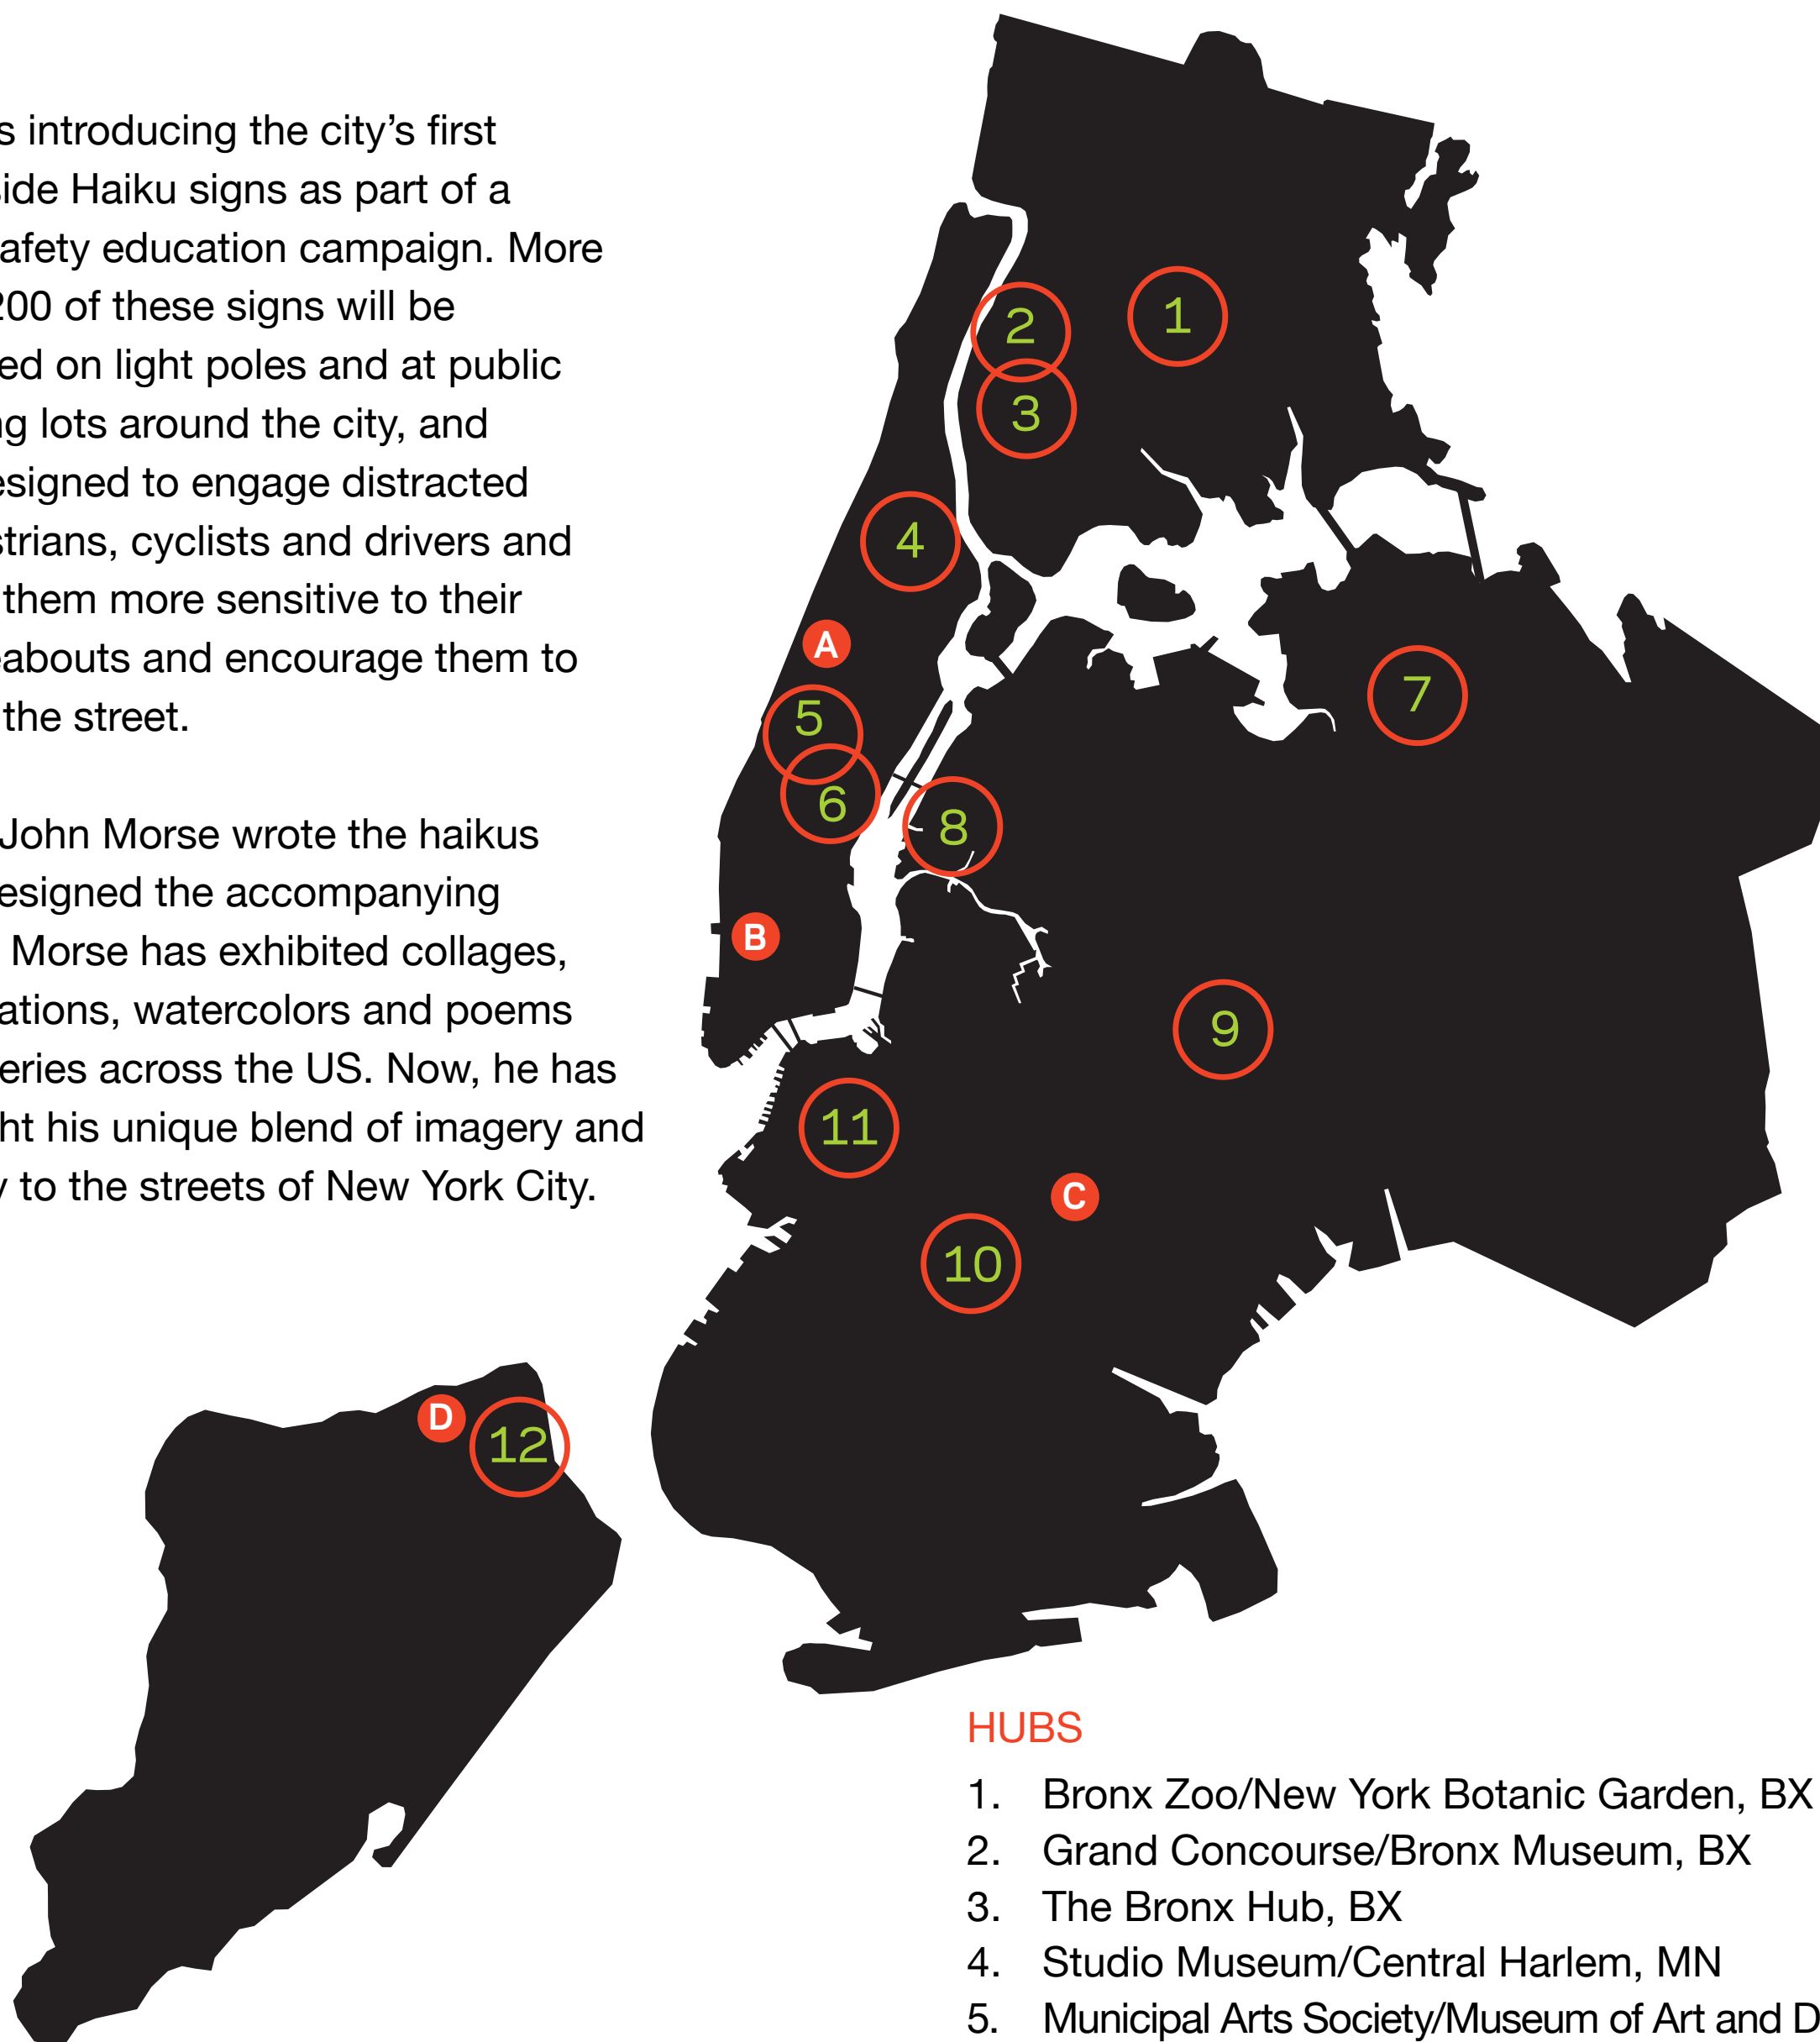 s introducing the city's first
ide Haiku signs as part of a
afety education campaign. More
200 of these signs will be
ed on light poles and at public
g lots around the city, and
esigned to engage distracted
strians, cyclists and drivers and
them more sensitive to their
abouts and encourage them to
the street.
John Morse wrote the haikus
esigned the accompanying
Morse has exhibited collages,
ations, watercolors and poems
eries across the US. Now, he has
ht his unique blend of imagery and
y to the streets of New York City.
1
2
3
4
A
5
6
7
8
B
9
11
C
10
D
12
HUBS
1. Bronx Zoo/New York Botanic Garden, BX
2. Grand Concourse/Bronx Museum, BX
3. The Bronx Hub, BX
4. Studio Museum/Central Harlem, MN
5. Municipal Arts Society/Museum of Art and D